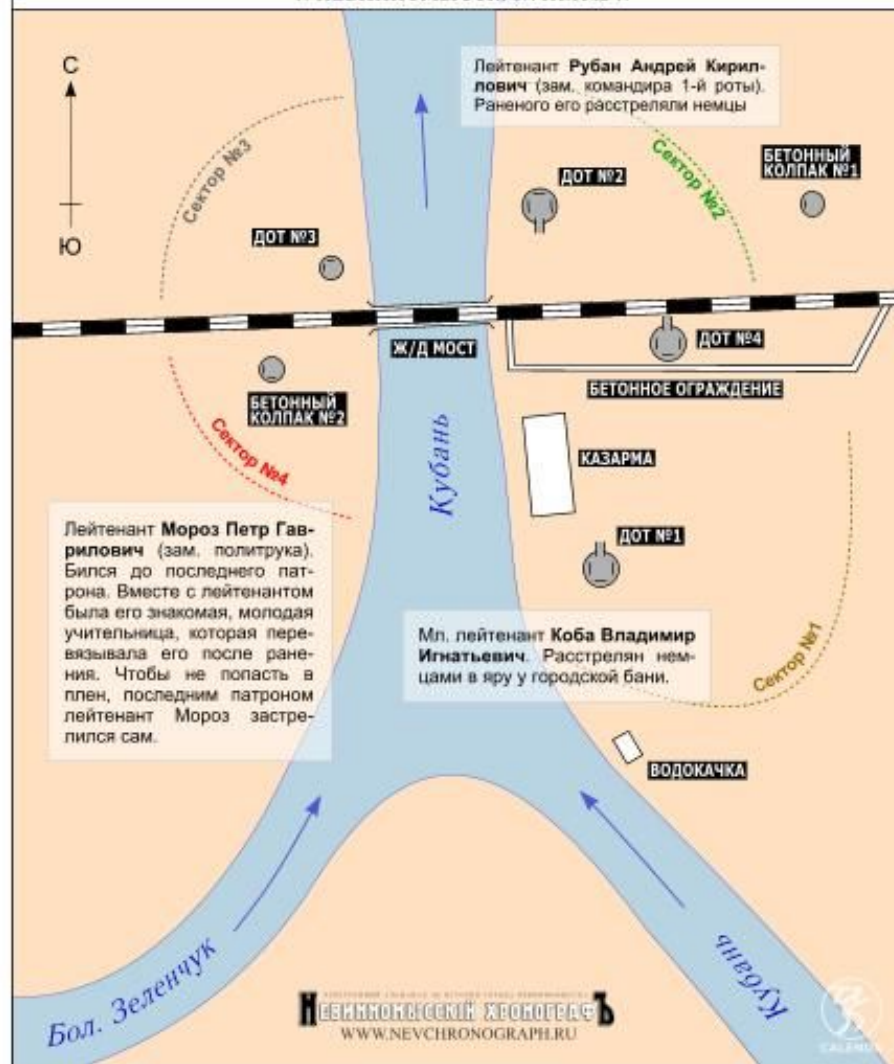 С
Ю
Лейтенант Рубан Андрей Кирил-
лович (зам. командира 1-й роты).
Раненого его расстреляли немцы
Сектор №3
Сектор №2
ДОТ №2
БЕТОННЫЙ
КОЛПАК №1
ДОТ №3
Ж/Д МОСТ
ДОТ №4
БЕТОННОЕ ОГРАЖДЕНИЕ
БЕТОННЫЙ
КОЛПАК №2
Сектор №4
Кубань
КАЗАРМА
ДОТ №1
Лейтенант Мороз Петр Гав-
рилович (зам. политрука).
Бился до последнего пат-
рона. Вместе с лейтенантом
была его знакомая, молодая
учительница, которая пере-
вязывала его после ране-
ния. Чтобы не попасть в
плен, последним патроном
лейтенант Мороз застре-
лился сам.
Мл. лейтенант Коба Владимир
Игнатьевич. Расстрелян нем-
цами в яру у городской бани.
Сектор №1
ВОДОКАЧКА
Бол. Зеленчук
Кубань
НЕВИННОМЫССКІЙ ХРОНОГРАФЪ
WWW.NEVCHRONOGRAPH.RU
CALENUS